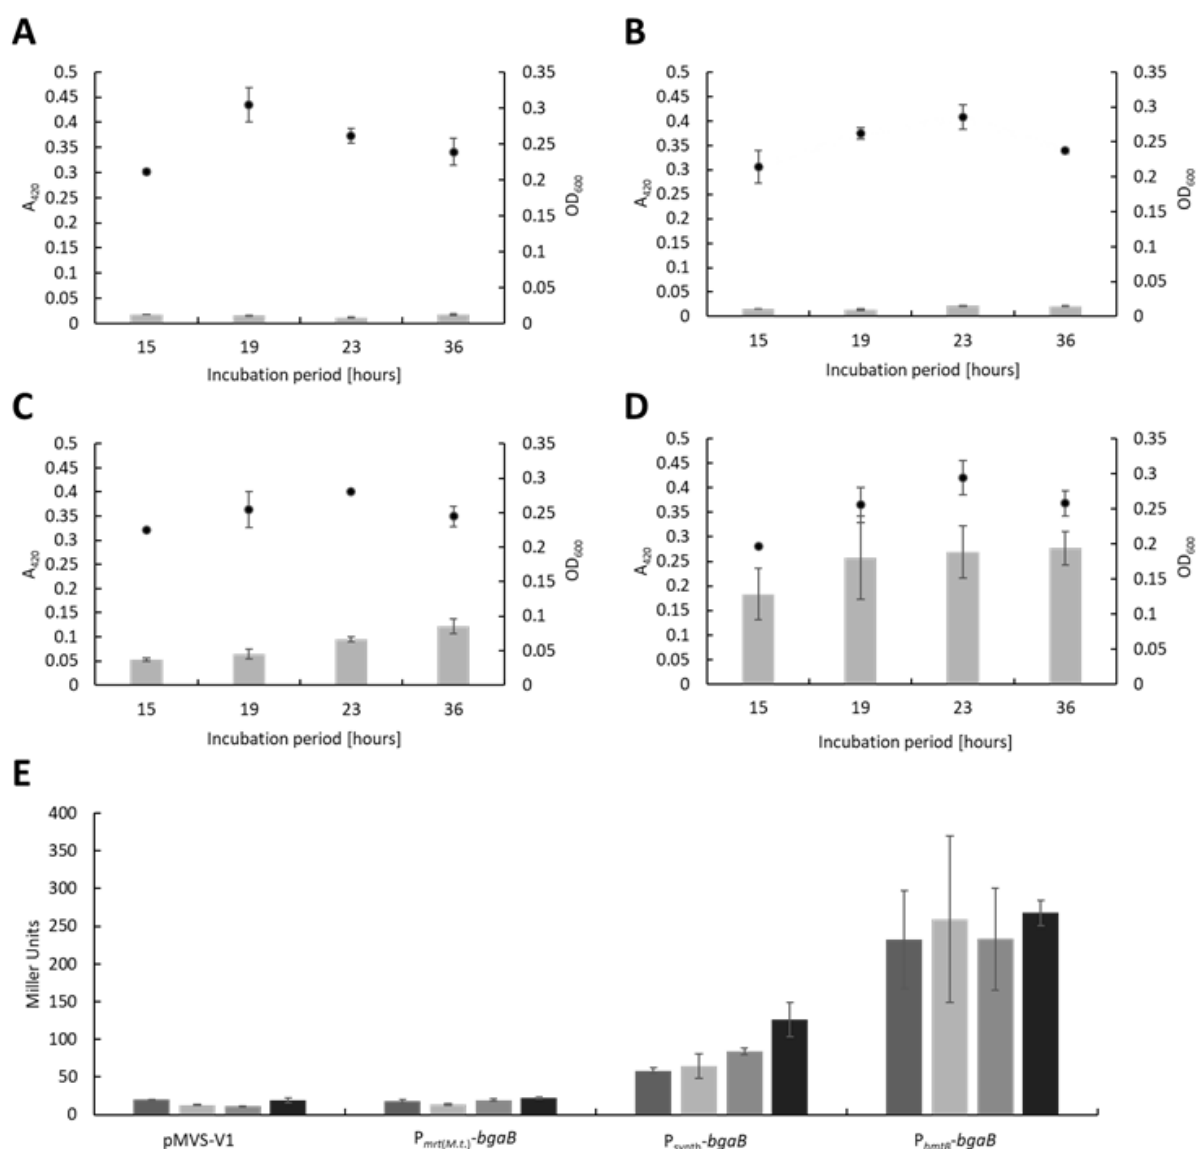 A
B
0.5 0.35
0.45 0.3
0.4 0.25
0.35 0.2
0.3 0.15
0.25 0.1
0.2 0.05
0.15 0
0.1
0.05
0
A420
OD600
15 19 23 36
Incubation period [hours]
0.5 0.35
0.45 0.3
0.4 0.25
0.35 0.2
0.3 0.15
0.25 0.1
0.2 0.05
0.15 0
0.1
0.05
0
A420
OD600
15 19 23 36
Incubation period [hours]
C
D
0.5 0.35
0.45 0.3
0.4 0.25
0.35 0.2
0.3 0.15
0.25 0.1
0.2 0.05
0.15 0
0.1
0.05
0
A420
OD600
15 19 23 36
Incubation period [hours]
0.5 0.35
0.45 0.3
0.4 0.25
0.35 0.2
0.3 0.15
0.25 0.1
0.2 0.05
0.15 0
0.1
0.05
0
A420
OD600
15 19 23 36
Incubation period [hours]
E
400
350
300
250
200
150
100
50
0
Miller Units
pMVS-V1 Pmrt(M.t.)-bgaB Psynth-bgaB PhmtB-bgaB